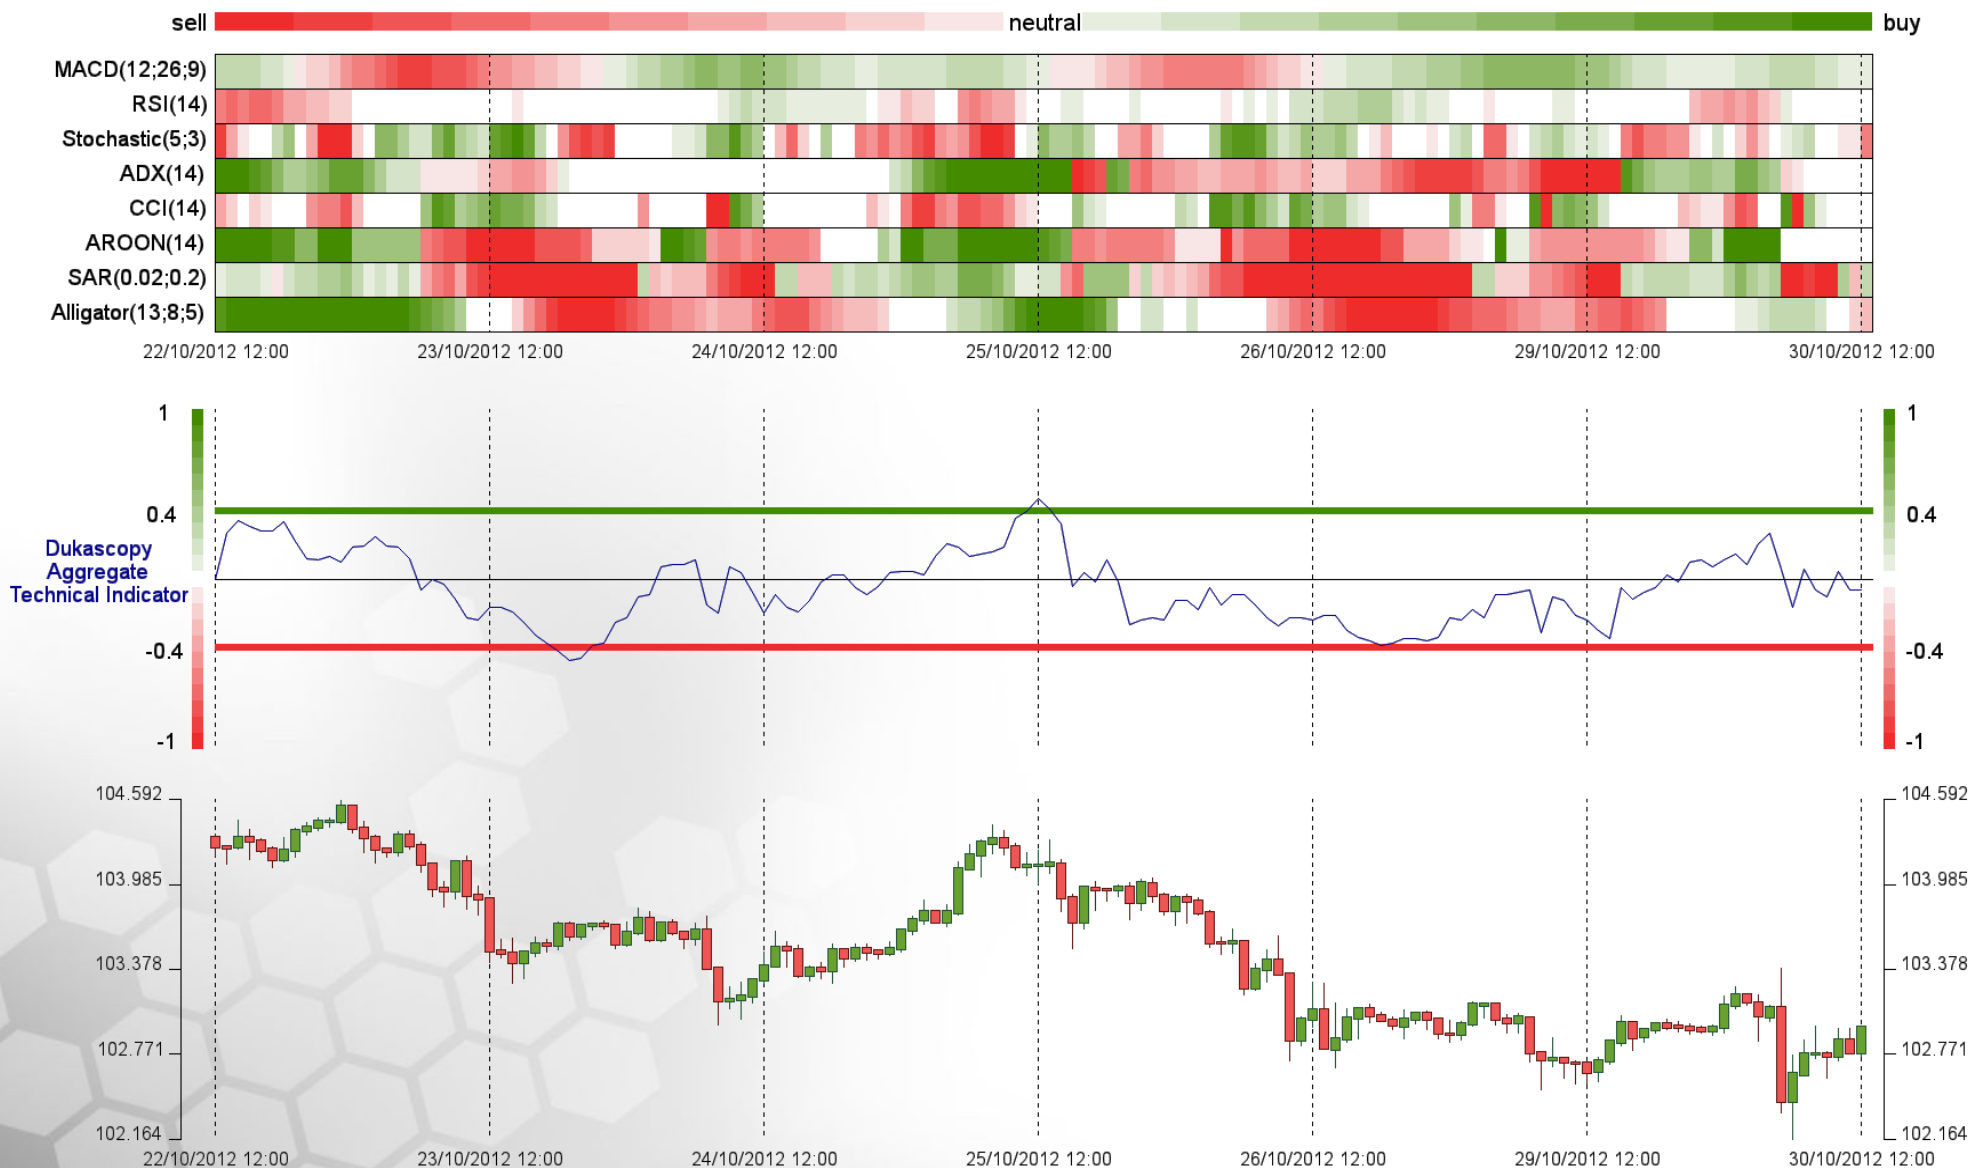 sell neutral buy
MACD(12;26;9)
RSI(14)
Stochastic(5;3)
ADX(14)
CCI(14)
AROON(14)
SAR(0.02;0.2)
Alligator(13;8;5)
22/10/2012 12:00 23/10/2012 12:00 24/10/2012 12:00 25/10/2012 12:00 26/10/2012 12:00 29/10/2012 12:00 30/10/2012 12:00
1 1
0.4 0.4
Dukascopy
Aggregate
Technical Indicator
-0.4 -0.4
-1 -1
104.592 104.592
103.985 103.985
103.378 103.378
102.771 102.771
102.164 102.164
22/10/2012 12:00 23/10/2012 12:00 24/10/2012 12:00 25/10/2012 12:00 26/10/2012 12:00 29/10/2012 12:00 30/10/2012 12:00